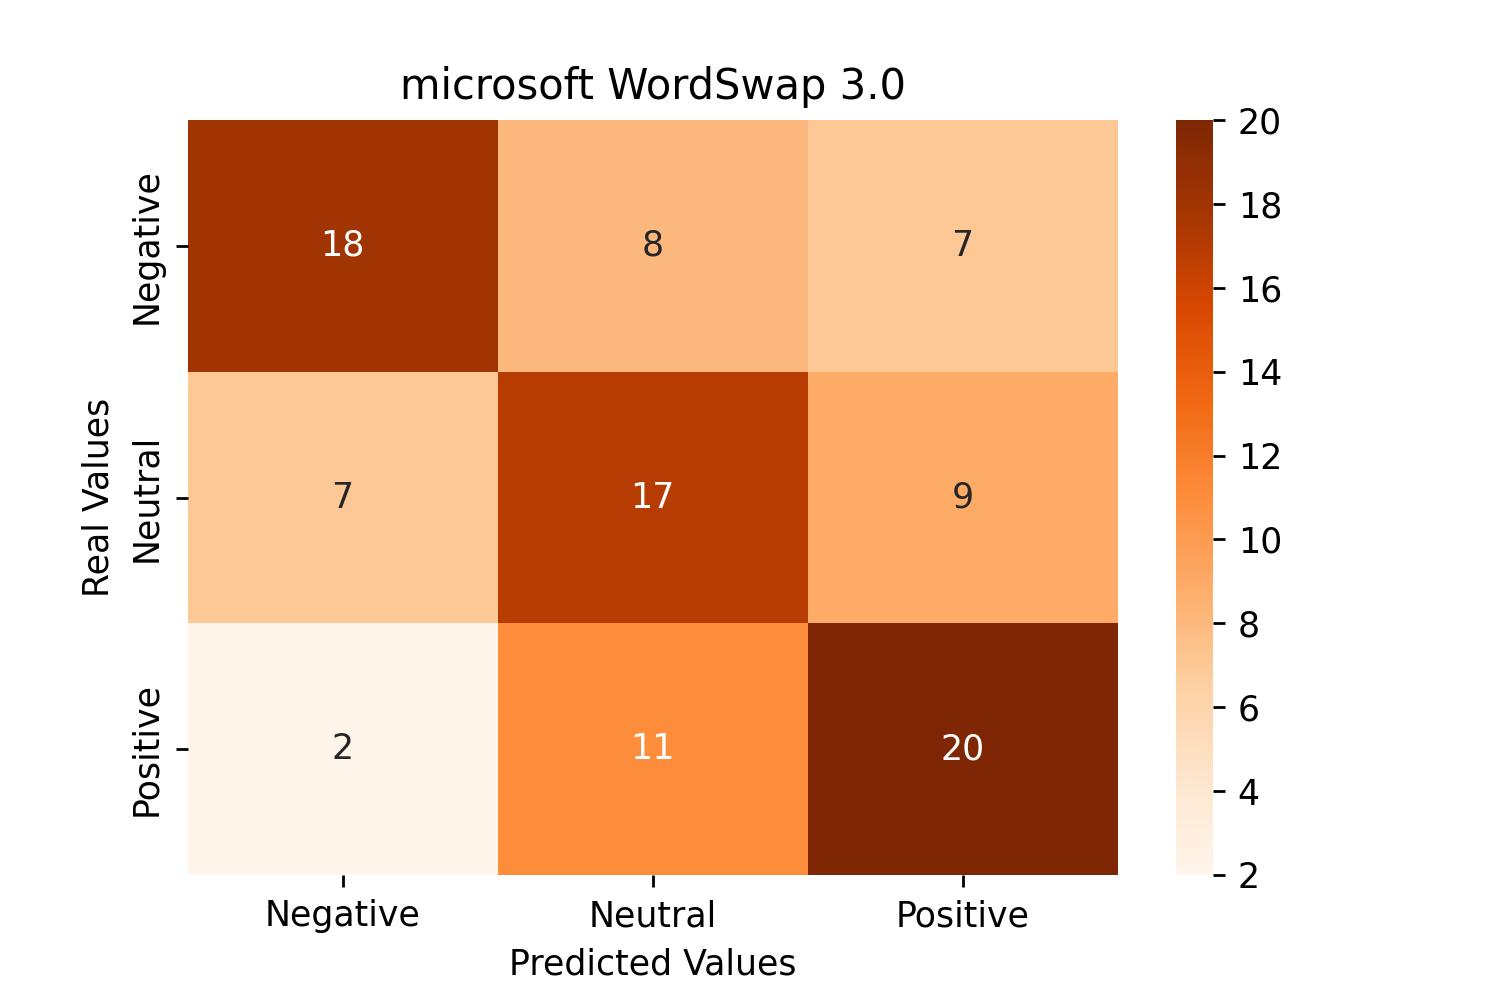 microsoft WordSwap 3.0
Real Values
Negative
18 8 7
Neutral
7 17 9
Positive
2 11 20
Negative Neutral Positive
Predicted Values
20
18
16
14
12
10
8
6
4
2